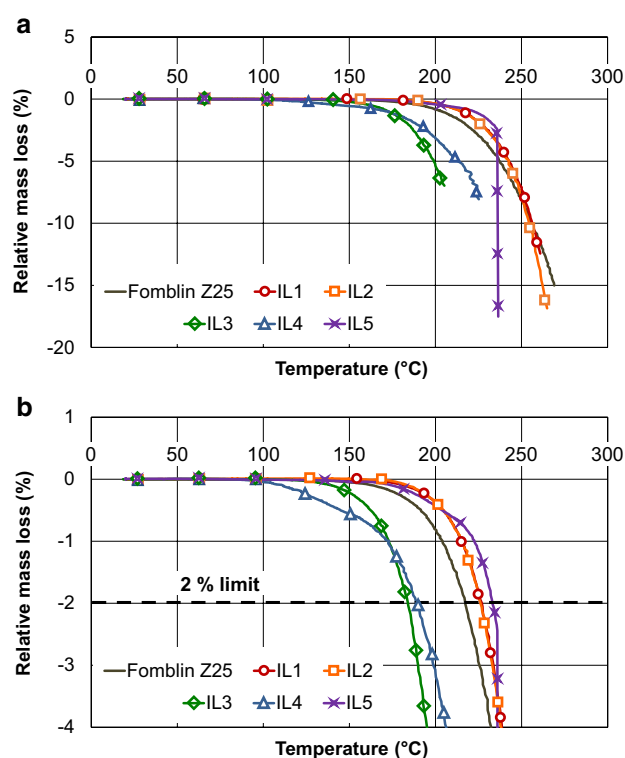 a
5
0 50 100 150 200 250 300
0
-5
-10
-15
-20
Relative mass loss (%)
Fomblin Z25 IL1 IL2
IL3 IL4 IL5
Temperature (°C)
b
1
0 50 100 150 200 250 300
0
-1
-2
-3
-4
Relative mass loss (%)
2 % limit
Fomblin Z25 IL1 IL2
IL3 IL4 IL5
Temperature (°C)